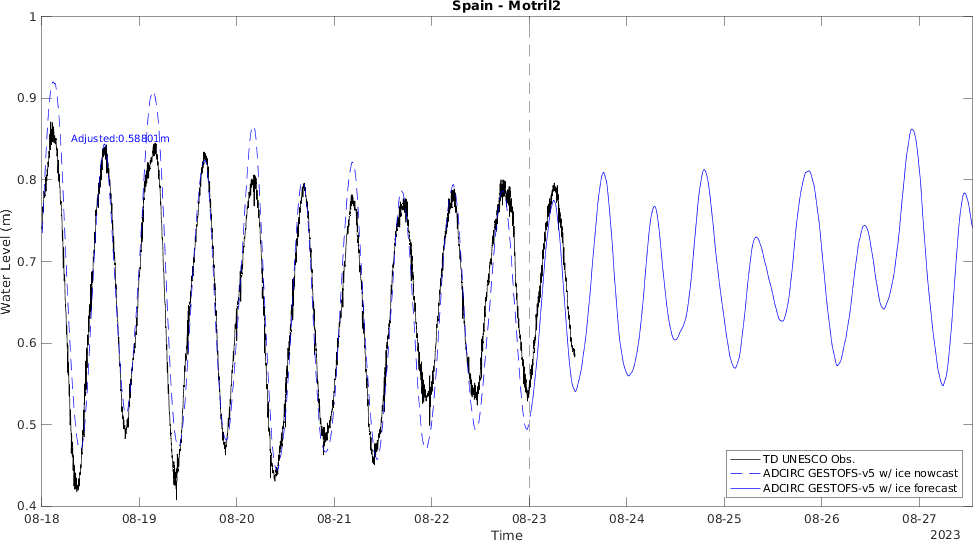 Spain - Motril2
Water Level (m)
1
0.9
0.8
0.7
0.6
0.5
0.4
Adjusted:0.58801m
TD UNESCO Obs.
ADCIRC GESTOFS-v5 w/ ice nowcast
ADCIRC GESTOFS-v5 w/ ice forecast
08-18 08-19 08-20 08-21 08-22 08-23 08-24 08-25 08-26 08-27
Time
2023